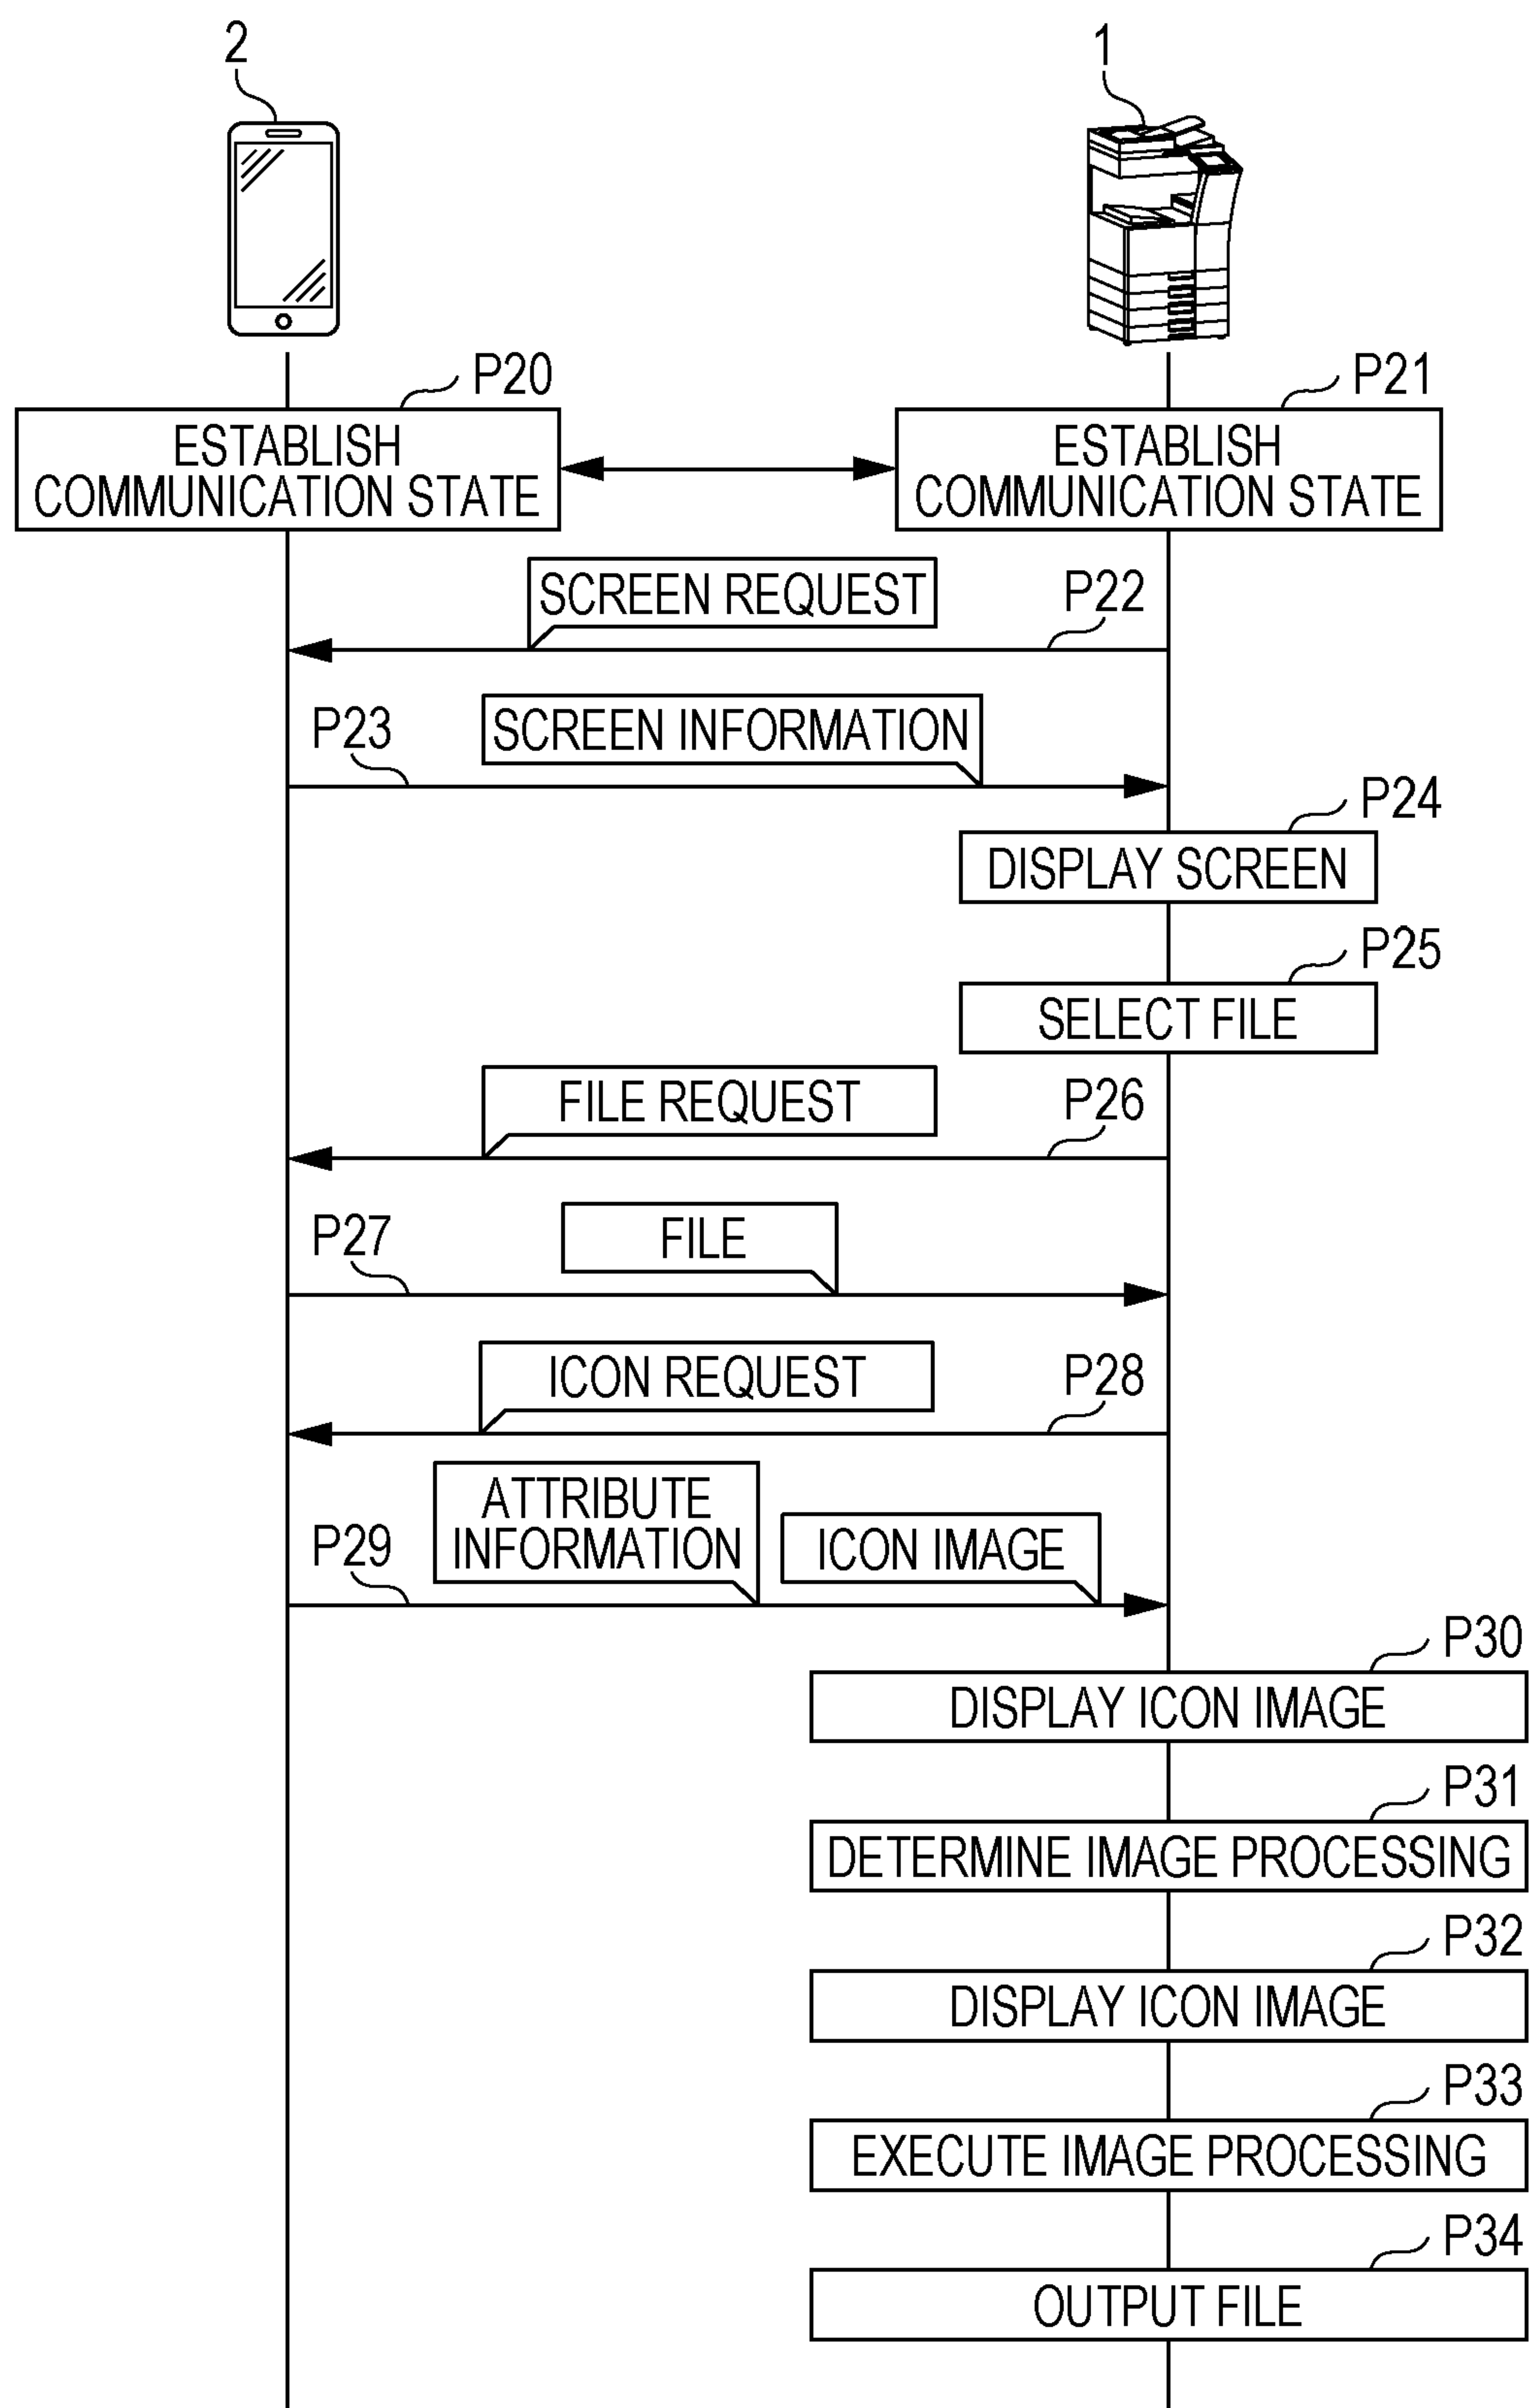 2
1
P20
P21
ESTABLISH
COMMUNICATION STATE
ESTABLISH
COMMUNICATION STATE
SCREEN REQUEST
P22
P23
SCREEN INFORMATION
P24
DISPLAY SCREEN
P25
SELECT FILE
FILE REQUEST
P26
P27
FILE
ICON REQUEST
P28
P29
ATTRIBUTE
INFORMATION
ICON IMAGE
P30
DISPLAY ICON IMAGE
P31
DETERMINE IMAGE PROCESSING
P32
DISPLAY ICON IMAGE
P33
EXECUTE IMAGE PROCESSING
P34
OUTPUT FILE